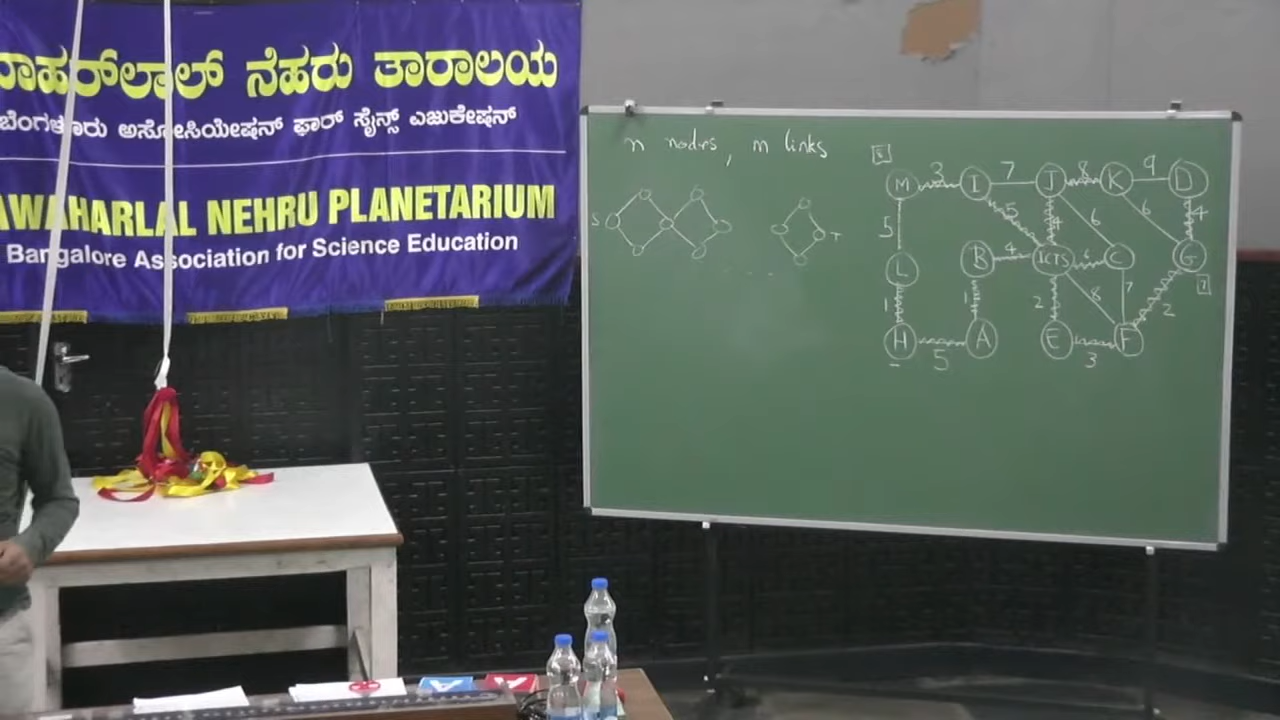 ವಾಹರ್‌ಲಾಲ್ ನೆಹರು ತಾರಾಲಯ
ಬೆಂಗಳೂರು ಅಸೋಸಿಯೇಷನ್ ಫಾರ್ ಸೈನ್ಸ್ ಎಜುಕೇಷನ್
AWAHARLAL NEHRU PLANETARIUM
Bangalore Association for Science Education
n nodes, m links
S
T
M 3 I 7 J 8 K 9 D
5 5 4 6 6 4
L B 4 ICTS 6 C G
1 1 2 8 7 2 7
H 5 A E 3 F